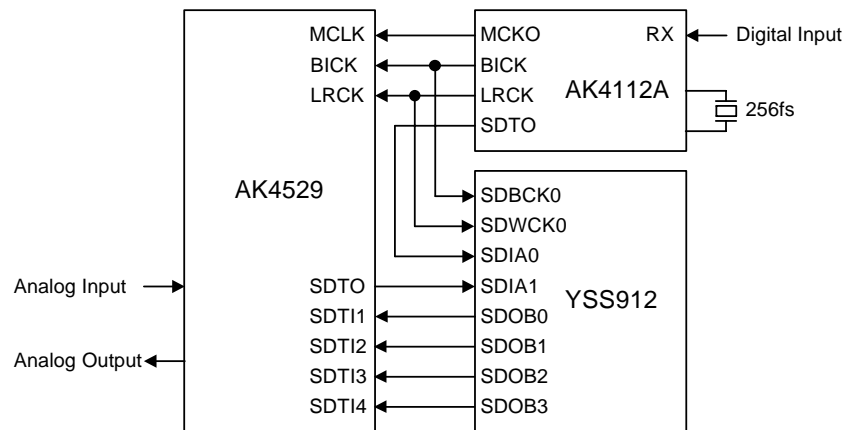 MCLK
BICK
LRCK
AK4529
SDTO
SDTI1
SDTI2
SDTI3
SDTI4
Analog Input
Analog Output
MCKO
BICK
LRCK
SDTO
RX
AK4112A
Digital Input
256fs
SDBCK0
SDWCK0
SDIA0
SDIA1
SDOB0
SDOB1
SDOB2
SDOB3
YSS912